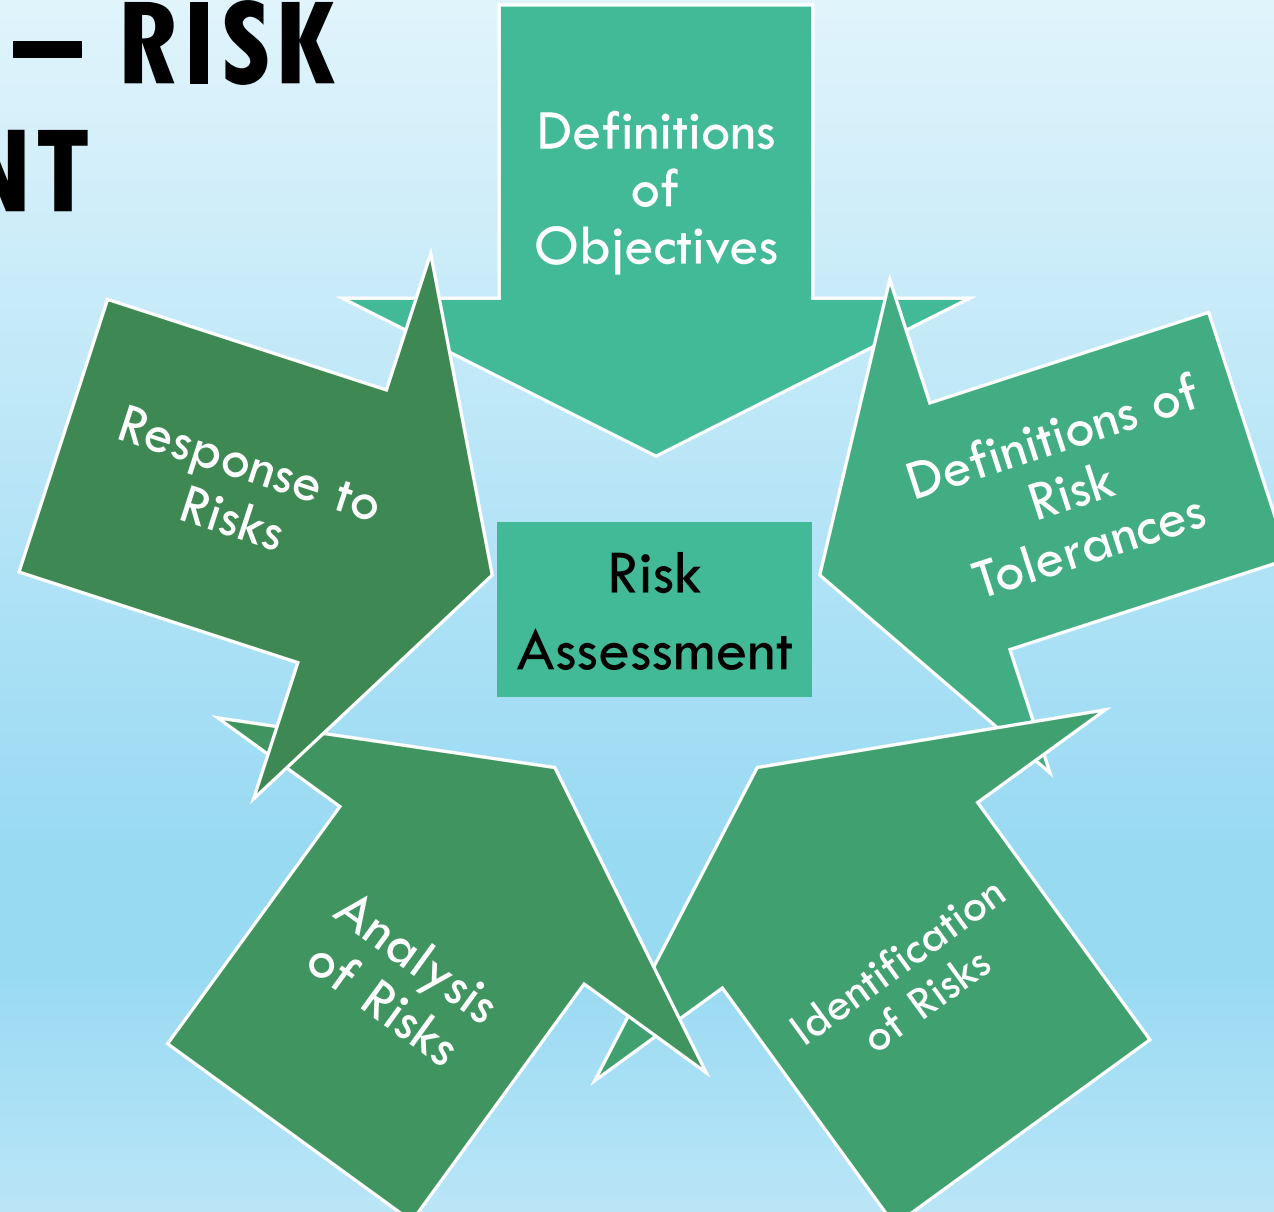 – RISK
NT
Definitions
of
Objectives
Definitions of
Risk
Tolerances
Identification
of Risks
Analysis
of Risks
Response to
Risks
Risk
Assessment